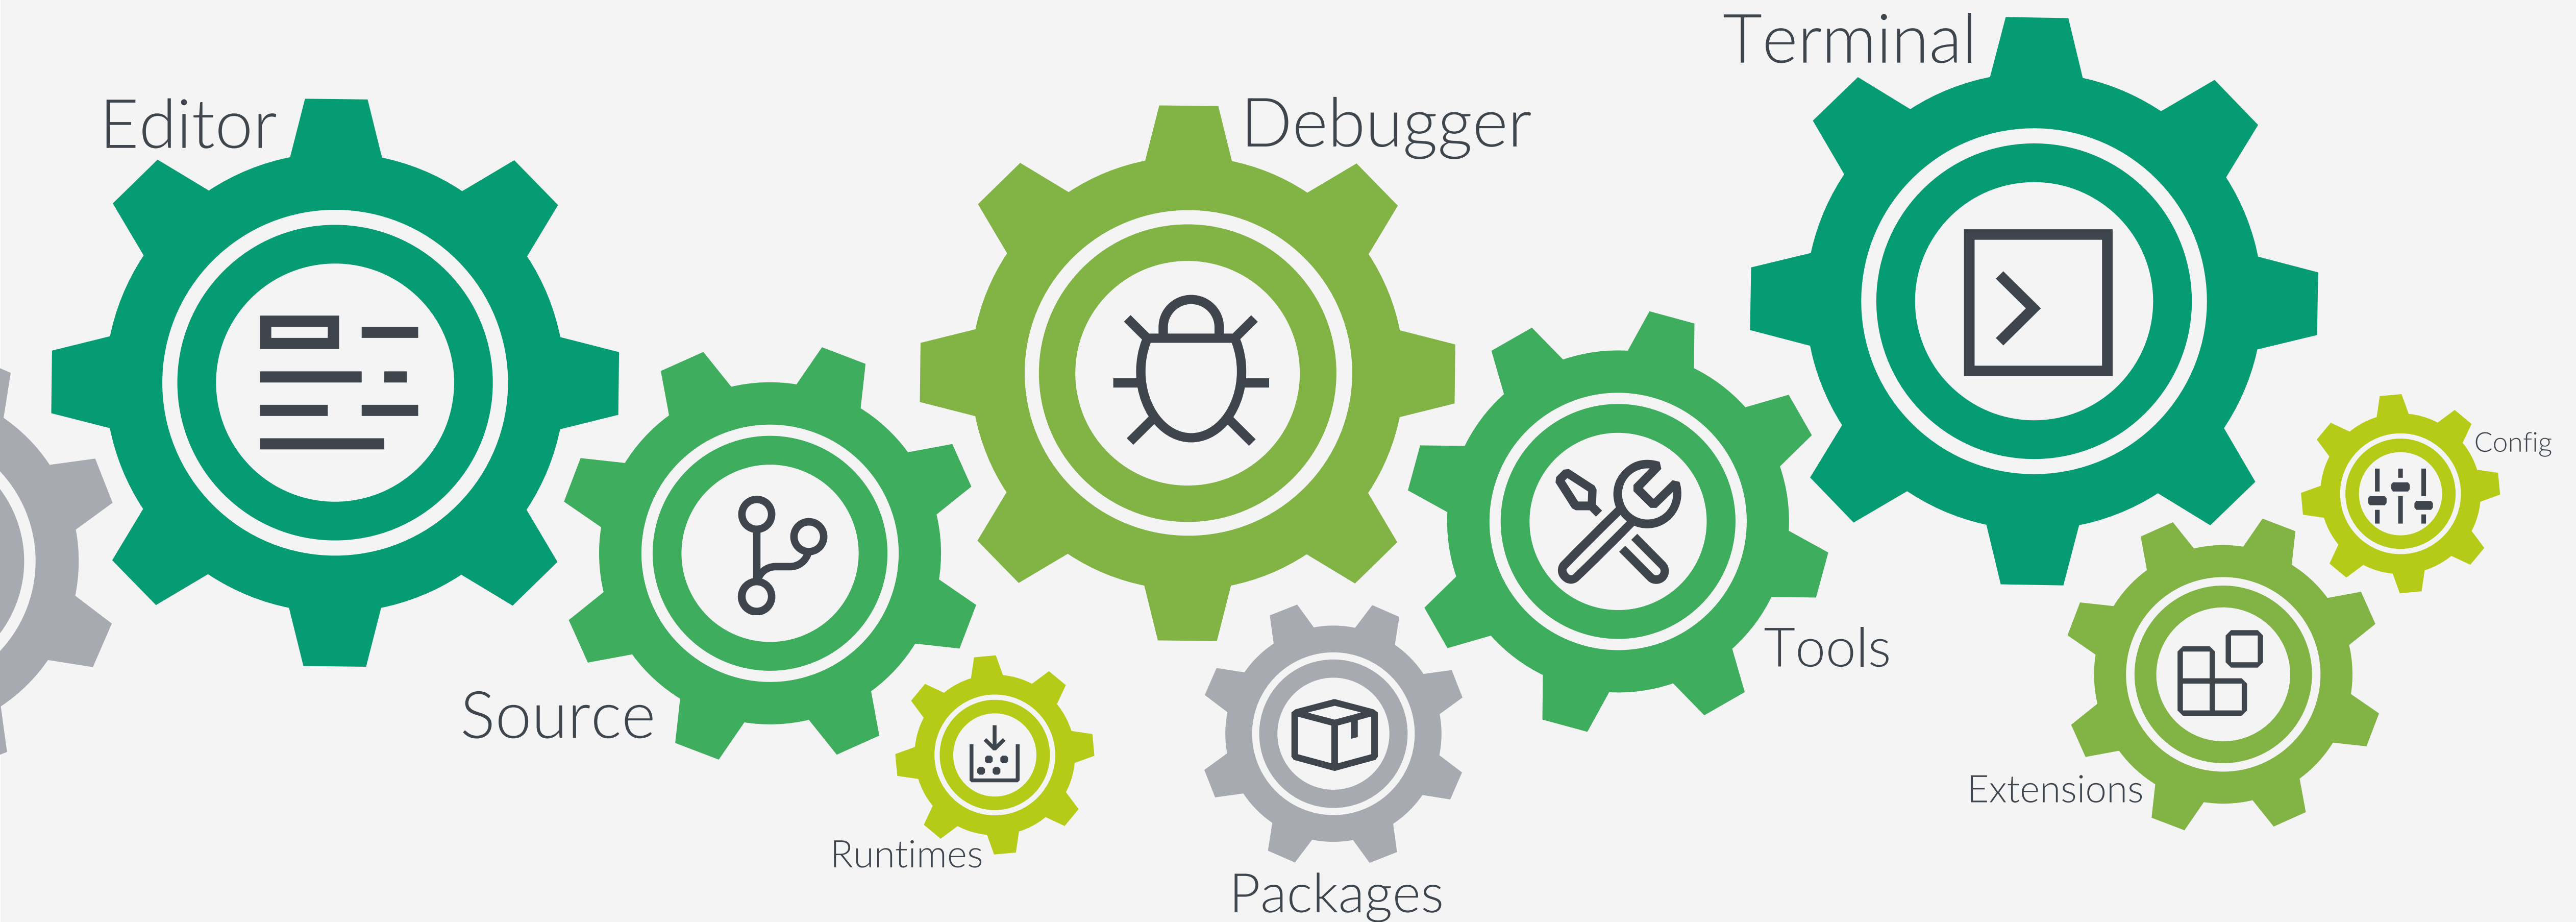 Editor
Source
Runtimes
Debugger
Packages
Tools
Terminal
Extensions
Config